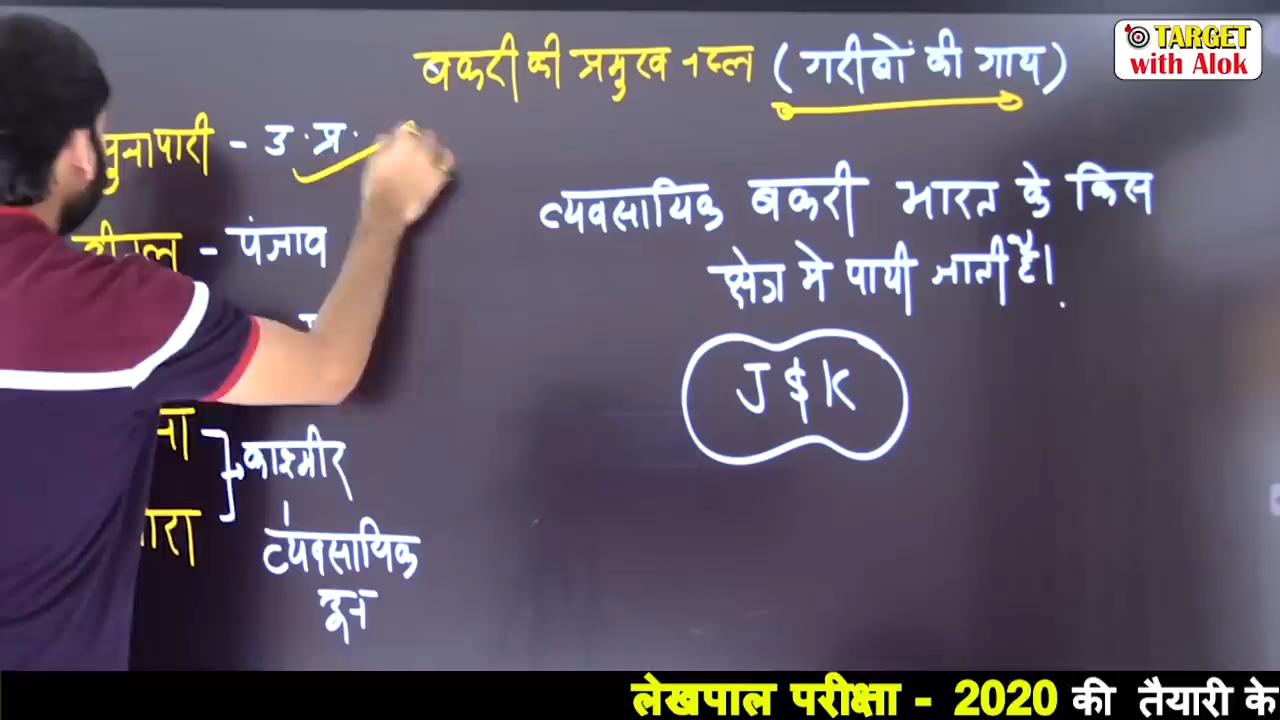 TARGET
with Alok
बकरी की प्रमुख नस्ल (गरीबों की गाय)
मुनापारी - उ. प्र.
- पंजाब
व्यवसायिक बकरी भारत के किस
क्षेत्र मे पायी जाती है।
J & K
काश्मीर
व्यवसायिक
ऊन
लेखपाल परीक्षा - 2020 की तैयारी के